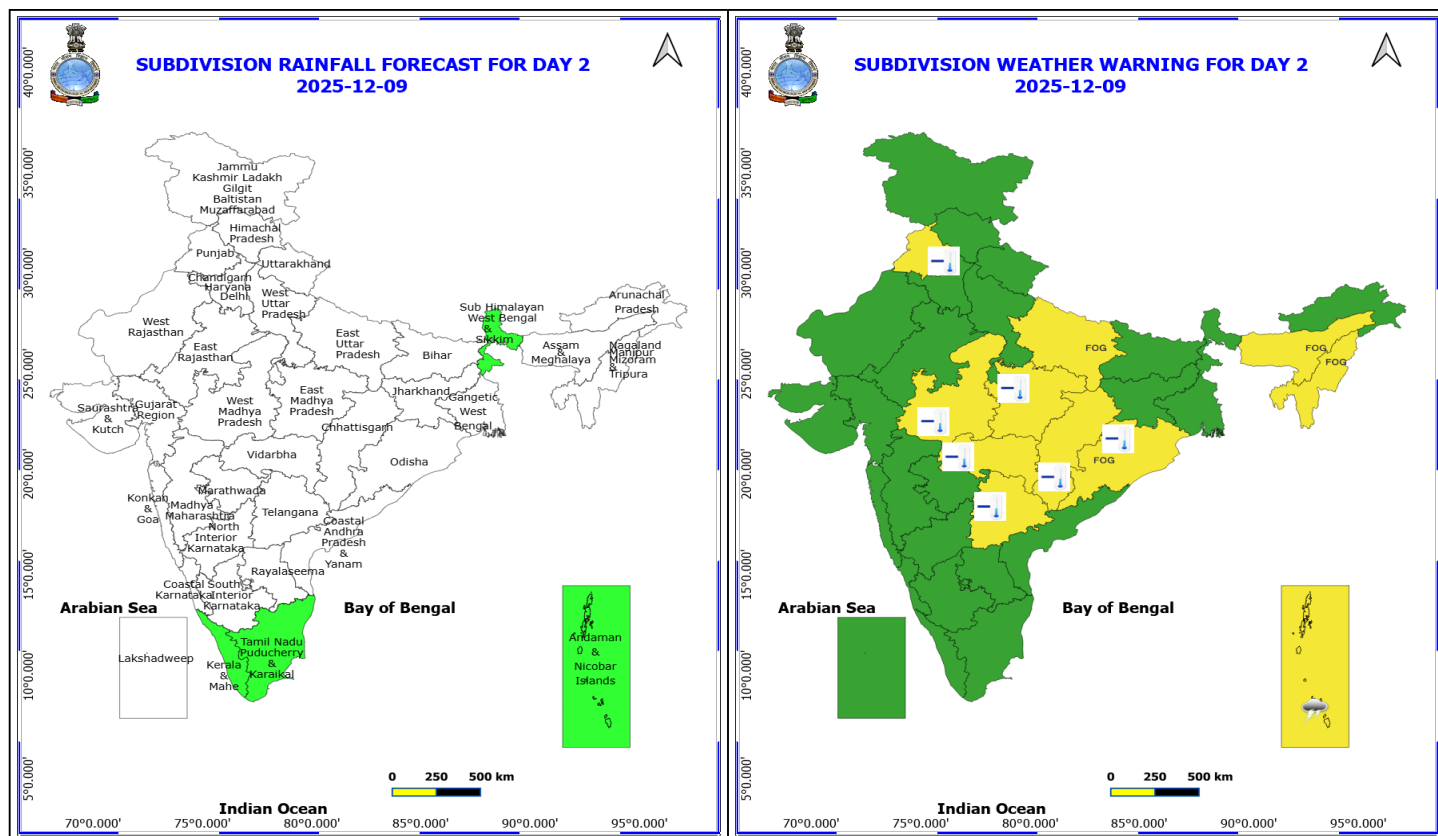 SUBDIVISION RAINFALL FORECAST FOR DAY 2
2025-12-09
40°0.000'
35°0.000'
30°0.000'
25°0.000'
20°0.000'
15°0.000'
10°0.000'
5°0.000'
Jammu
Kashmir Ladakh
Gilgit
Baltistan
Muzaffarabad
Himachal
Pradesh
Punjab
Uttarakhand
Chandigarh
Haryana
Delhi
West
Uttar
Pradesh
Arunachal
Pradesh
Sub Himalayan
West Bengal
&
Sikkim
West
Rajasthan
East
Rajasthan
East
Uttar
Pradesh
Bihar
Assam
&
Meghalaya
Nagaland
Manipur
Mizoram
&
Tripura
Saurashtra
&
Kutch
Gujarat
Region
West
Madhya
Pradesh
East
Madhya
Pradesh
Jharkhand
Gangetic
West
Bengal
Chhattisgarh
Vidarbha
Odisha
Konkan
&
Goa
Madhya
Maharashtra
Marathwada
Telangana
North
Interior
Karnataka
Coastal
Andhra
Pradesh
&
Yanam
Rayalaseema
Coastal
Karnataka
South
Interior
Karnataka
Arabian Sea
Bay of Bengal
Lakshadweep
Kerala
&
Mahe
Tamil Nadu
Puducherry
&
Karaikal
Andaman
&
Nicobar
Islands
0 250 500 km
Indian Ocean
70°0.000' 75°0.000' 80°0.000' 85°0.000' 90°0.000' 95°0.000'
SUBDIVISION WEATHER WARNING FOR DAY 2
2025-12-09
40°0.000'
35°0.000'
30°0.000'
25°0.000'
20°0.000'
15°0.000'
10°0.000'
5°0.000'
FOG
FOG
FOG
FOG
Arabian Sea
Bay of Bengal
0 250 500 km
Indian Ocean
70°0.000' 75°0.000' 80°0.000' 85°0.000' 90°0.000' 95°0.000'